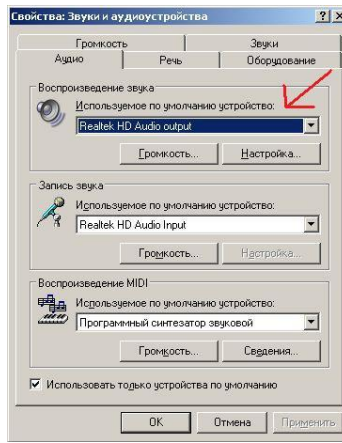 Свойства: Звуки и аудиоустройства
Громкость Звуки
Аудио Речь Оборудование
Воспроизведение звука
Используемое по умолчанию устройство:
Realtek HD Audio output
Громкость... Настройка...
Запись звука
Используемое по умолчанию устройство:
Realtek HD Audio Input
Громкость... Настройка...
Воспроизведение MIDI
Используемое по умолчанию устройство:
Программный синтезатор звуковой
Громкость... Сведения...
Использовать только устройства по умолчанию
OK Отмена Применить